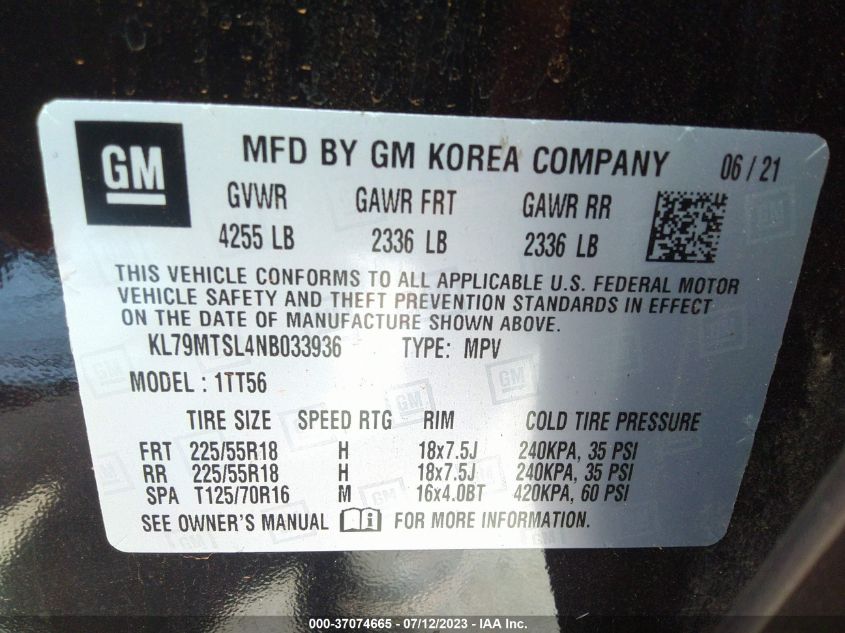 GM MFD BY GM KOREA COMPANY 06/21
GVWR GAWR FRT GAWR RR
4255 LB 2336 LB 2336 LB
THIS VEHICLE CONFORMS TO ALL APPLICABLE U.S. FEDERAL MOTOR
VEHICLE SAFETY AND THEFT PREVENTION STANDARDS IN EFFECT
ON THE DATE OF MANUFACTURE SHOWN ABOVE.
KL79MTSL4NB033936 TYPE: MPV
MODEL: 1TT56
TIRE SIZE SPEED RTG RIM COLD TIRE PRESSURE
FRT 225/55R18 H 18x7.5J 240KPA, 35 PSI
RR 225/55R18 H 18x7.5J 240KPA, 35 PSI
SPA T125/70R16 M 16x4.0BT 420KPA, 60 PSI
SEE OWNER'S MANUAL FOR MORE INFORMATION.
000-37074665 / 07/12/2023 - IAA Inc.